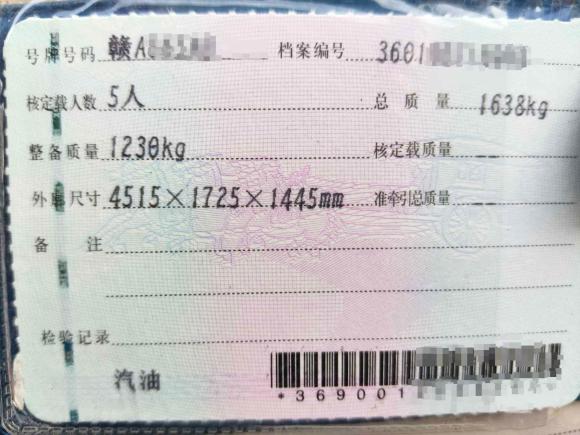 号牌号码 赣A 档案编号 3601
核定载人数 5人 总质量 1638kg
整备质量 1230kg 核定载质量
外廓尺寸 4515×1725×1445mm 准牵引总质量
备注
检验记录
汽油
*369001